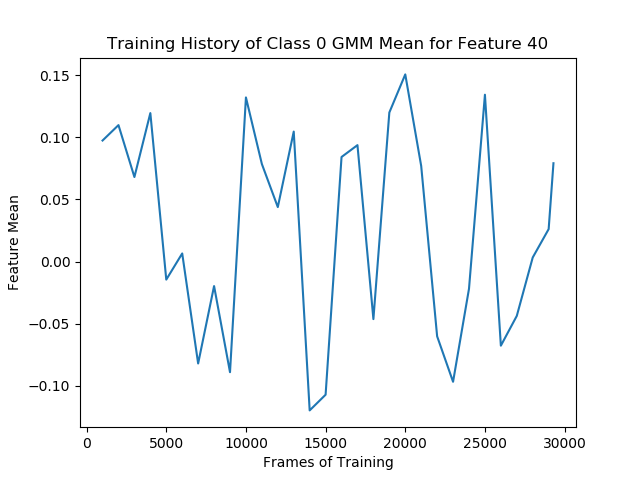 Training History of Class 0 GMM Mean for Feature 40
0.15
0.10
0.05
0.00
−0.05
−0.10
Feature Mean
0 5000 10000 15000 20000 25000 30000
Frames of Training